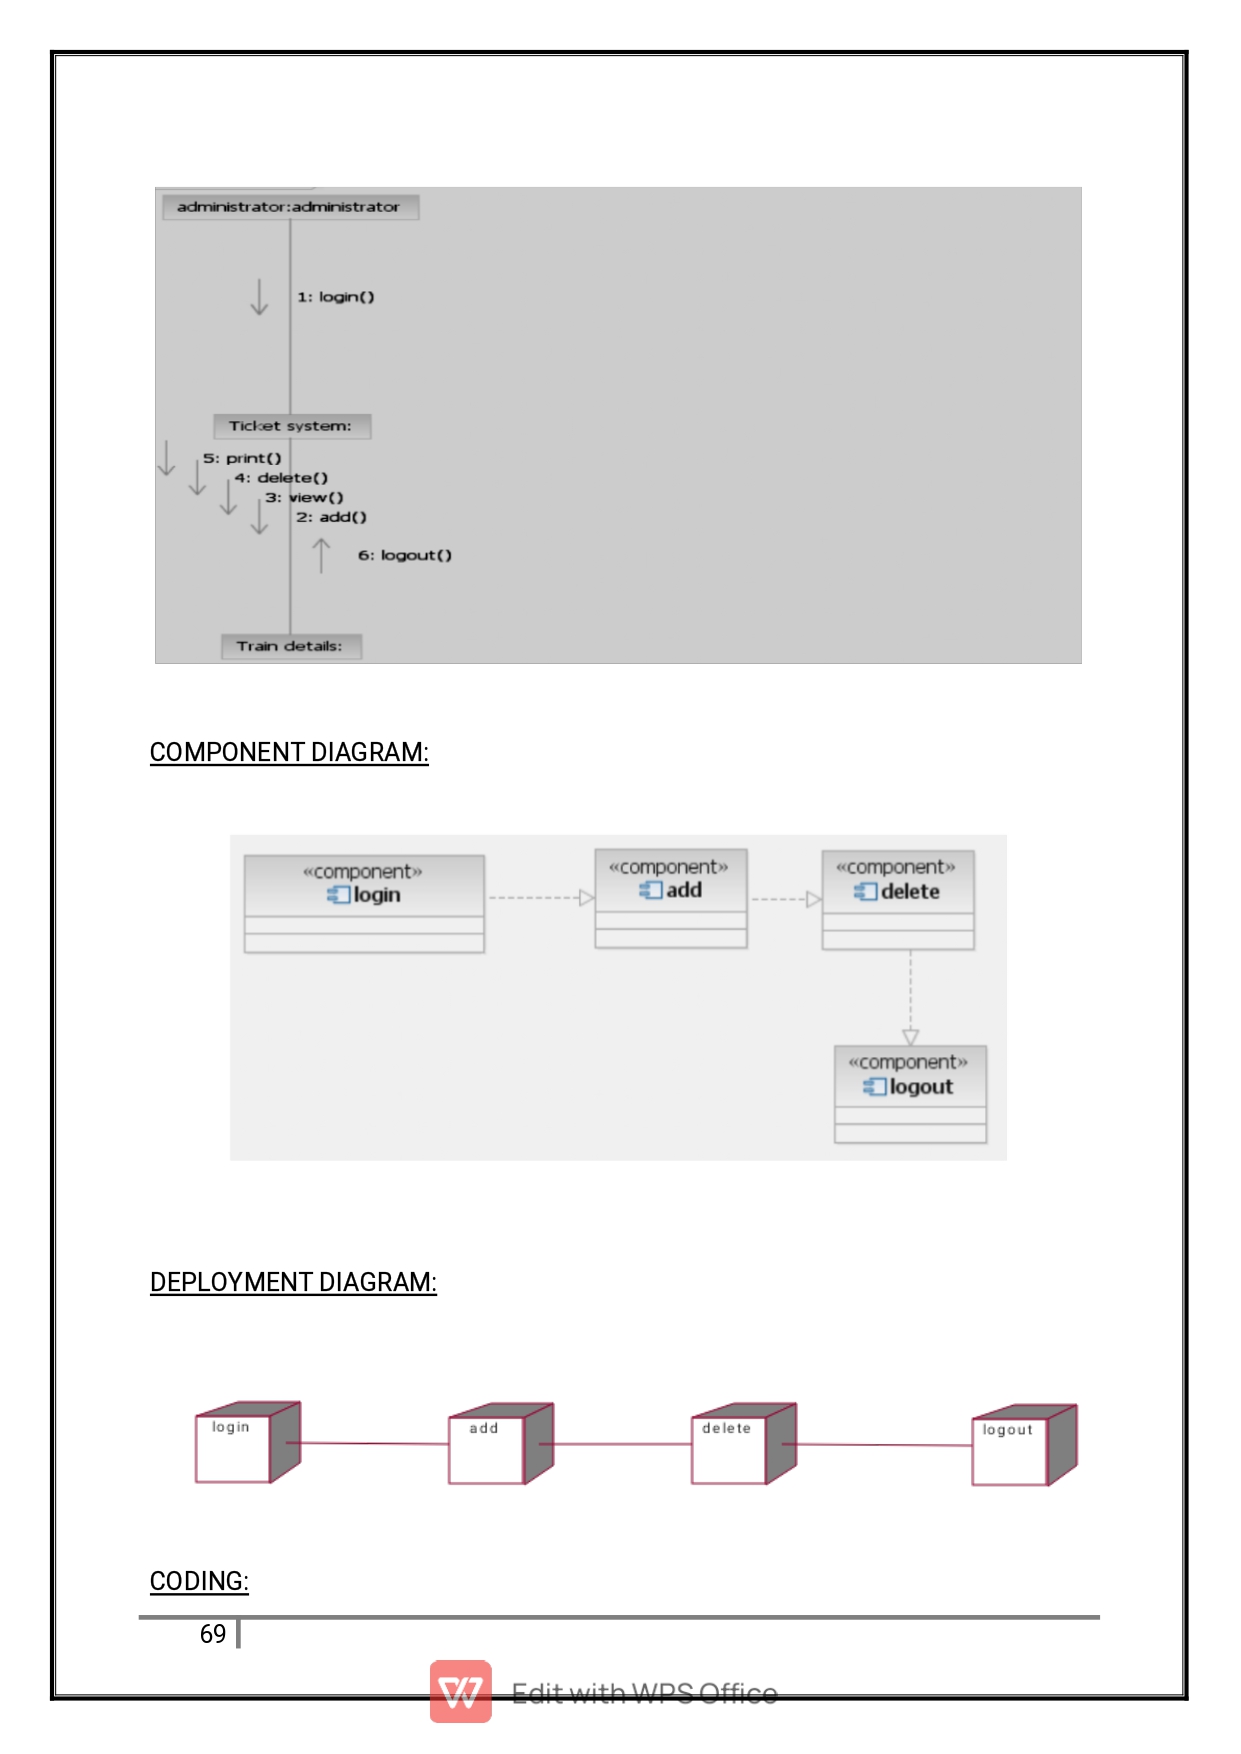 administrator:administrator
1: login()
Ticket system:
5: print()
4: delete()
3: view()
2: add()
6: logout()
Train details:
COMPONENT DIAGRAM:
«component»
login
«component»
add
«component»
delete
«component»
logout
DEPLOYMENT DIAGRAM:
login
add
delete
logout
CODING:
69
Edit with WPS Office